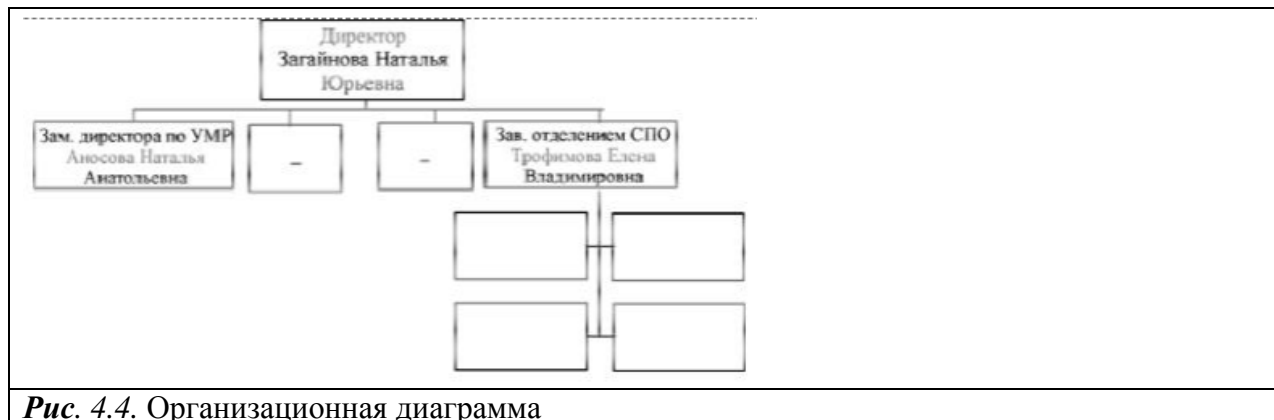 Директор
Загайнова Наталья
Юрьевна
Зам. директора по УМР
Аносова Наталья
Анатольевна
–
–
Зав. отделением СПО
Трофимова Елена
Владимировна
Рис. 4.4. Организационная диаграмма